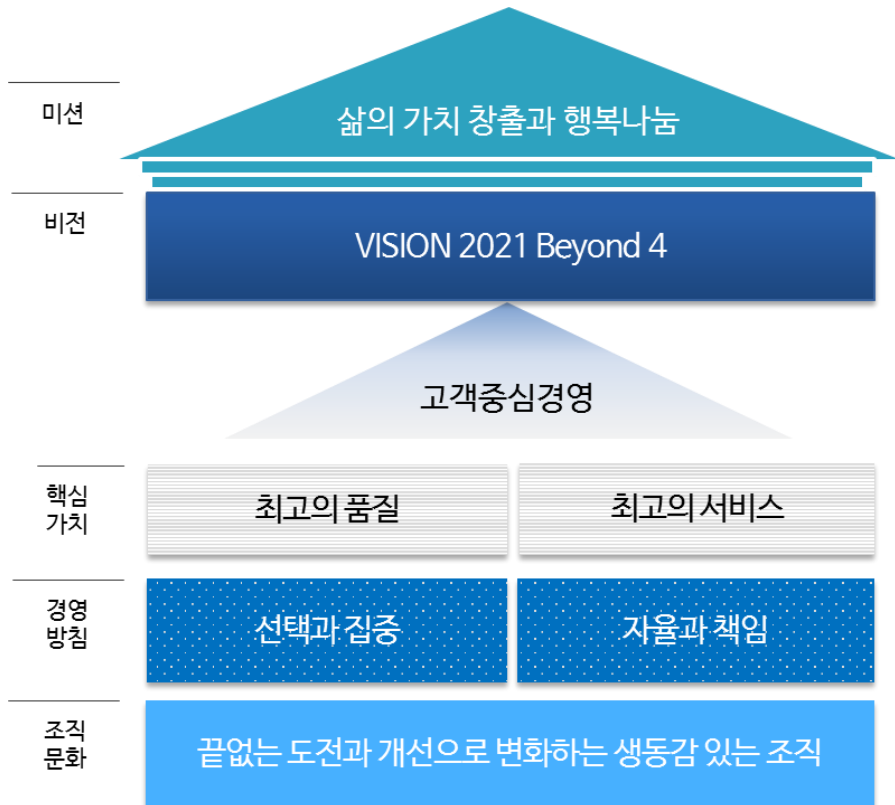 미션
삶의 가치 창출과 행복나눔
비전
VISION 2021 Beyond 4
고객중심경영
핵심
가치
최고의 품질
최고의 서비스
경영
방침
선택과 집중
자율과 책임
조직
문화
끝없는 도전과 개선으로 변화하는 생동감 있는 조직